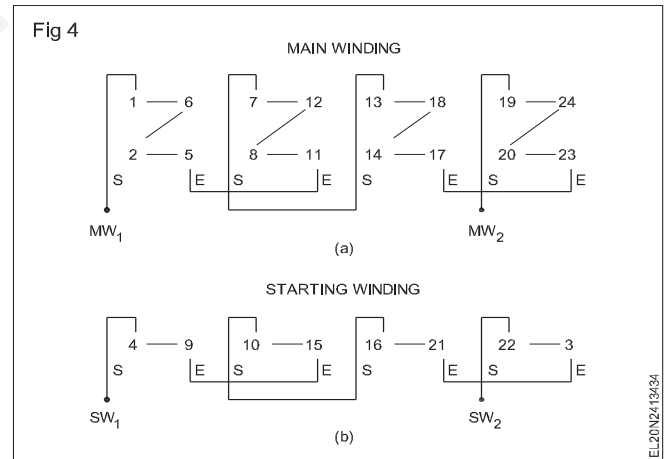 Fig 4
MAIN WINDING
1 6 7 12 13 18 19 24
2 5 8 11 14 17 20 23
S E S E S E S E
MW1 MW2
(a)
STARTING WINDING
4 9 10 15 16 21 22 3
S E S E S E S E
SW1 SW2
(b)
EL20N2413434